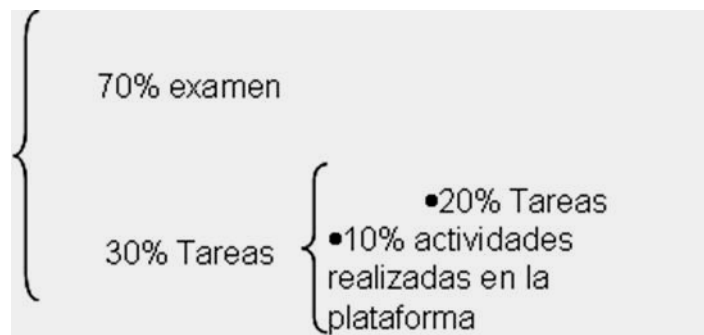 70% examen
30% Tareas
•20% Tareas
•10% actividades
realizadas en la
plataforma